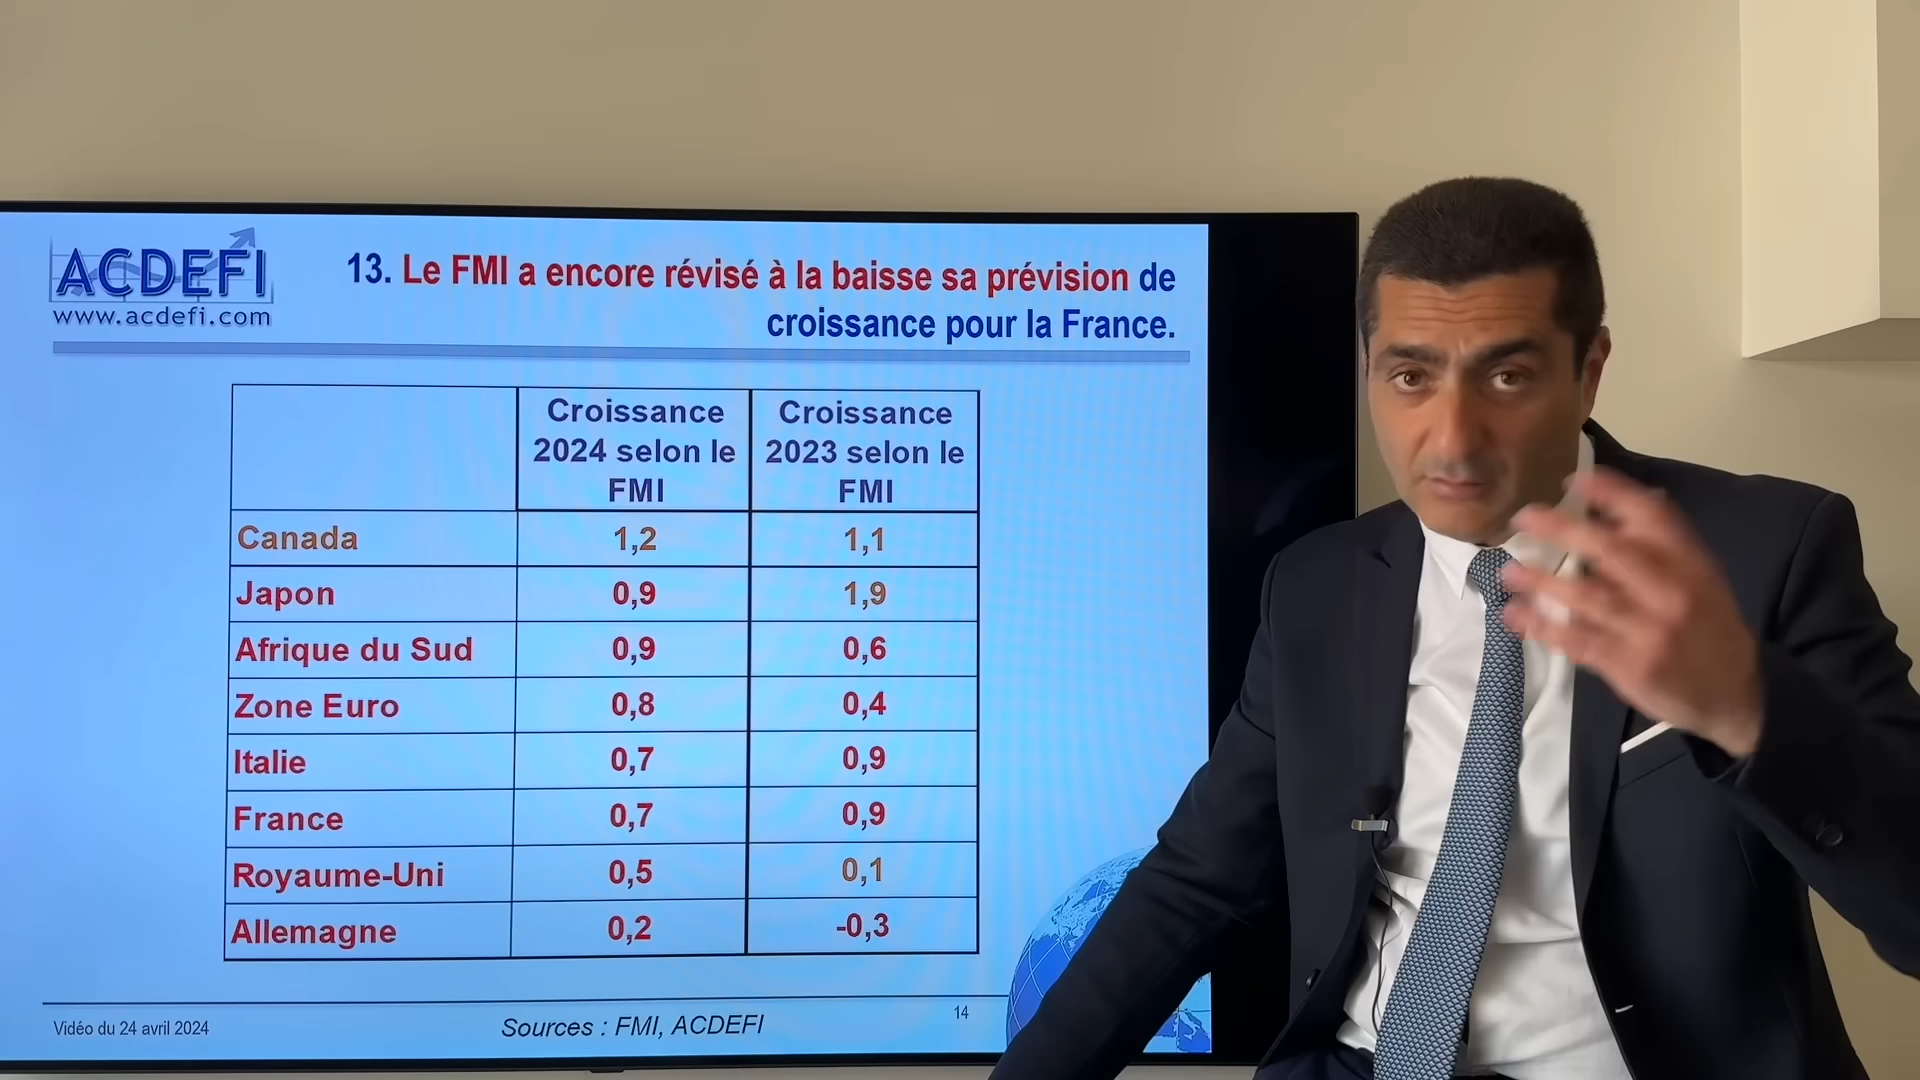 ACDEFI
www.acdefi.com
13. Le FMI a encore révisé à la baisse sa prévision de
croissance pour la France.
Croissance 2024 selon le FMI
Croissance 2023 selon le FMI
Canada 1,2 1,1
Japon 0,9 1,9
Afrique du Sud 0,9 0,6
Zone Euro 0,8 0,4
Italie 0,7 0,9
France 0,7 0,9
Royaume-Uni 0,5 0,1
Allemagne 0,2 -0,3
Vidéo du 24 avril 2024
Sources : FMI, ACDEFI
14